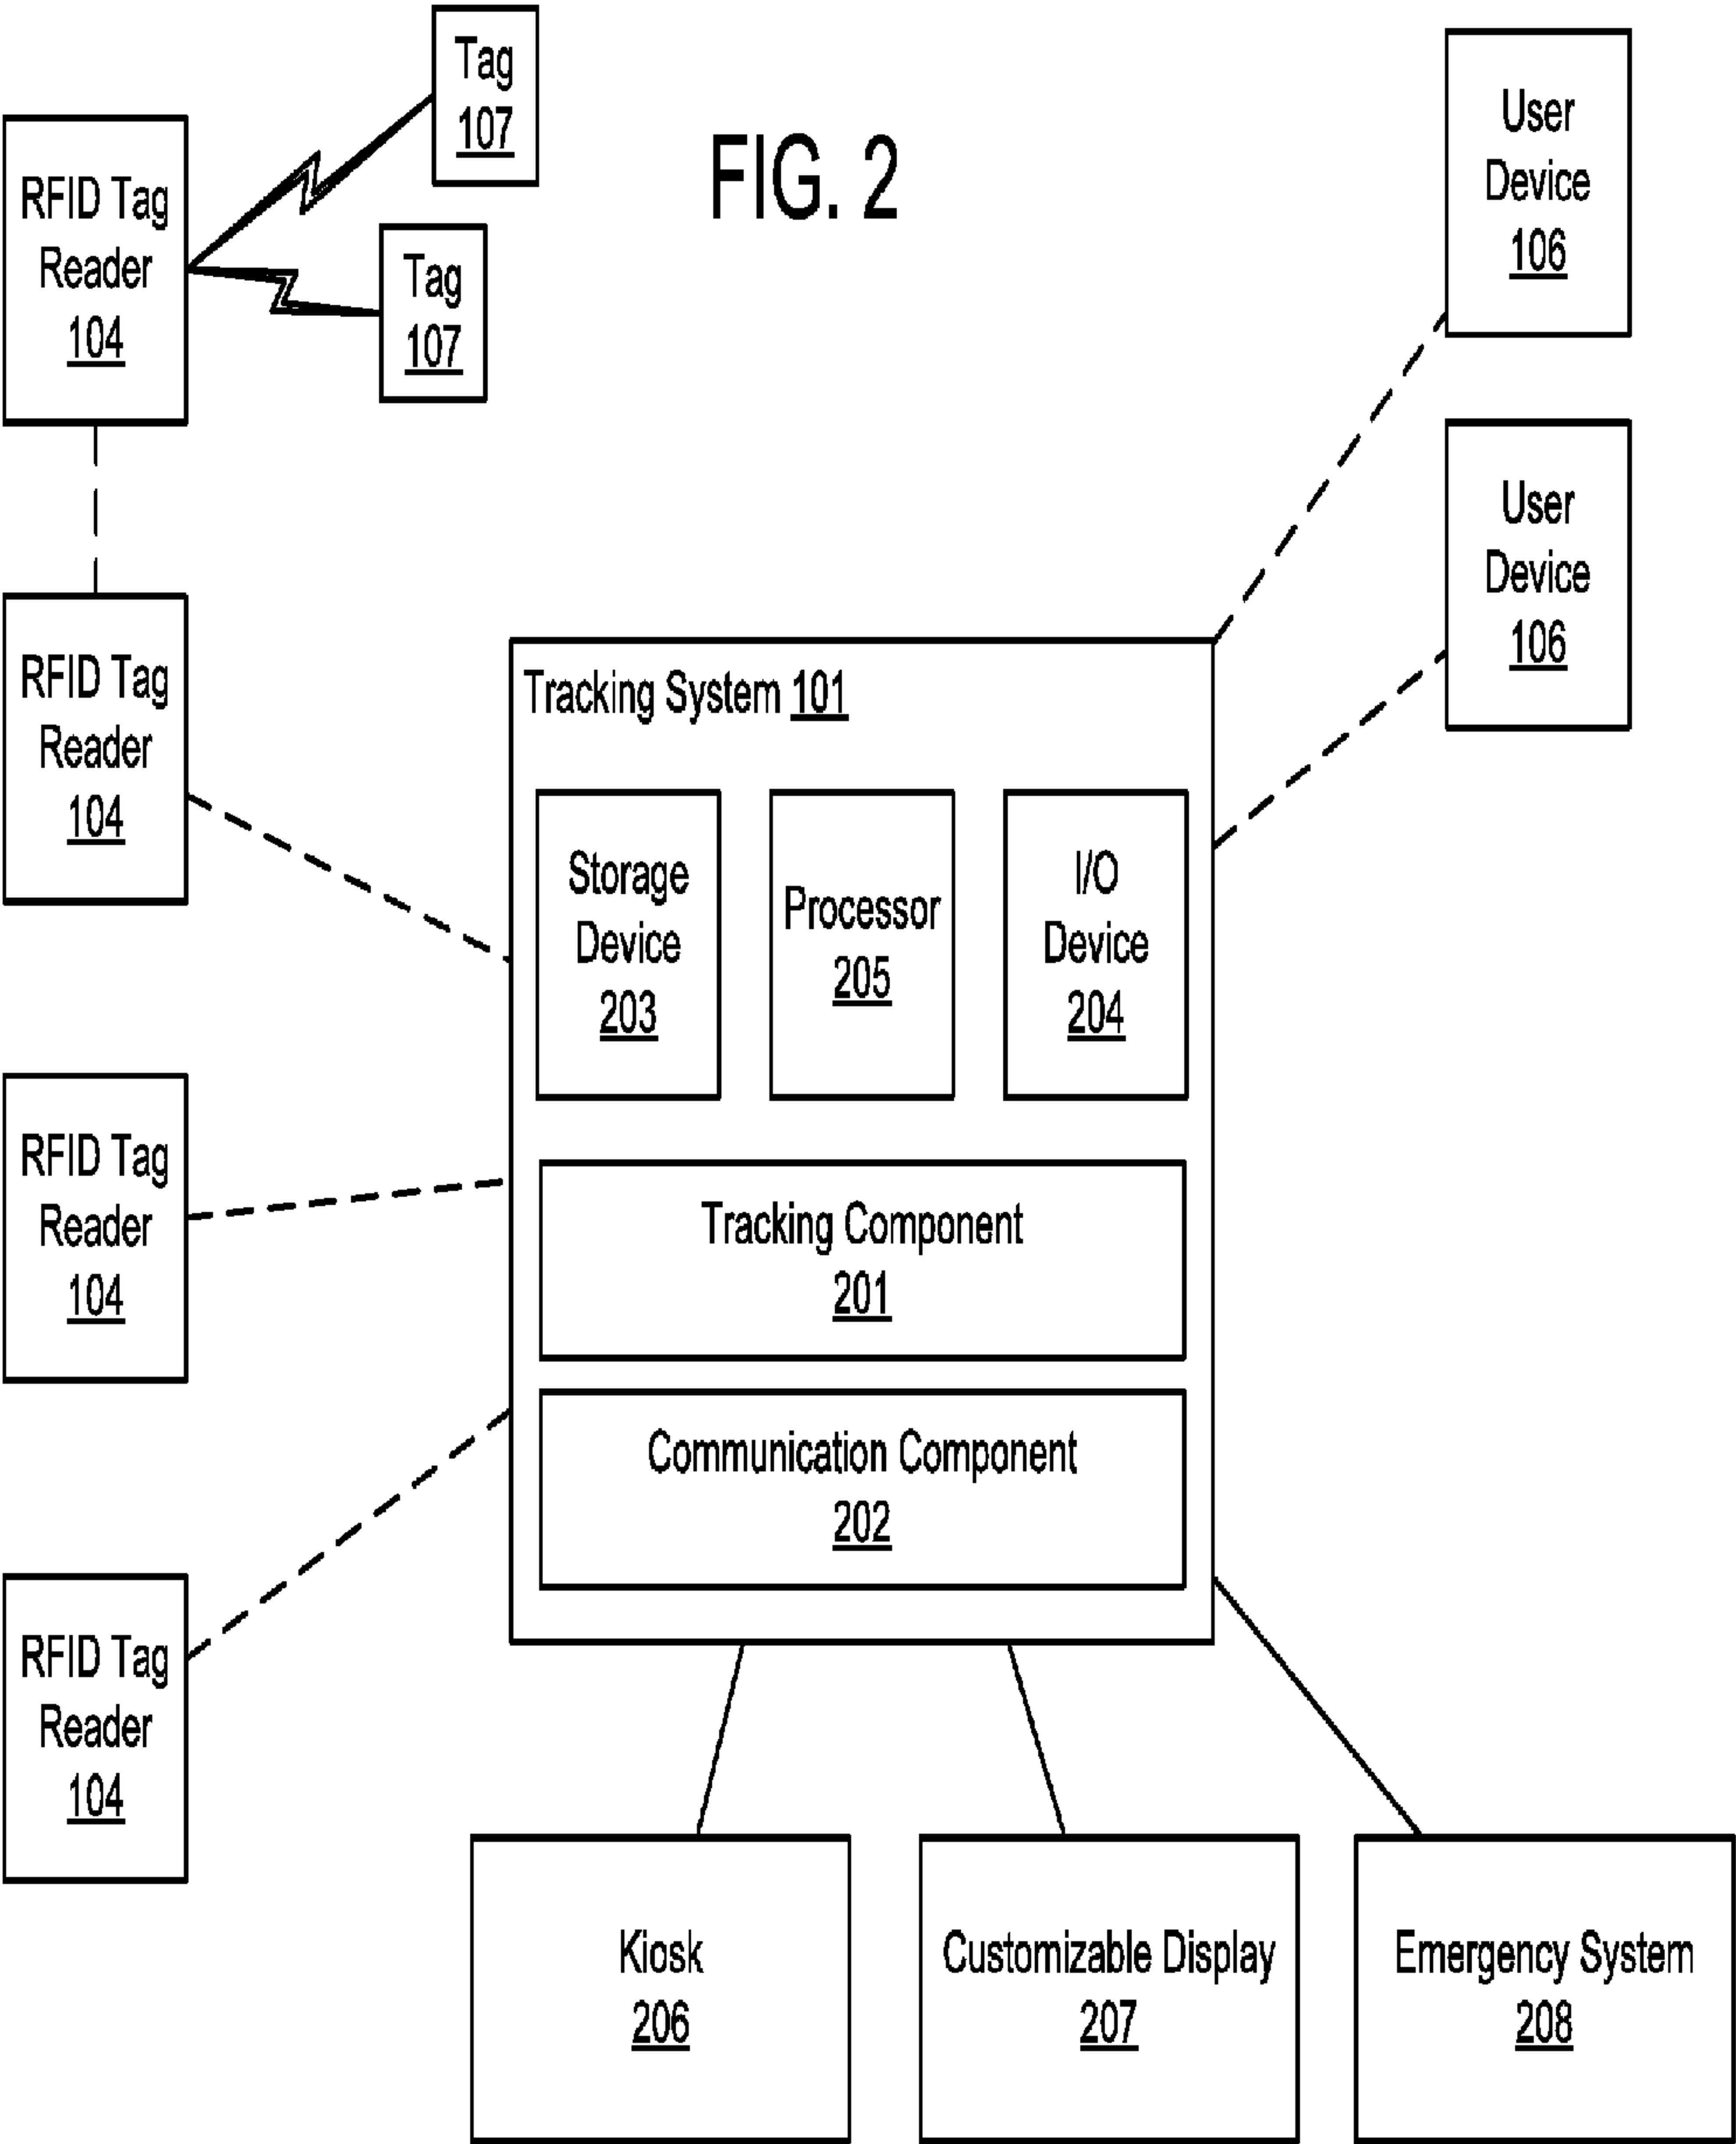 Tag
107
FIG. 2
User
Device
106
RFID Tag
Reader
104
Tag
107
User
Device
106
RFID Tag
Reader
104
Tracking System 101
Storage
Device
203
Processor
205
I/O
Device
204
RFID Tag
Reader
104
Tracking Component
201
Communication Component
202
RFID Tag
Reader
104
Kiosk
206
Customizable Display
207
Emergency System
208